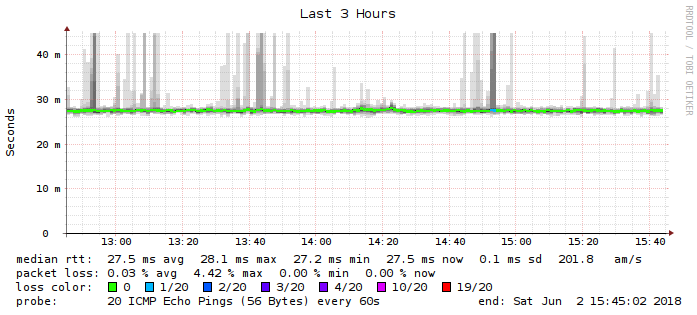 Last 3 Hours
RRDTOOL / TOBI OETIKER
Seconds
40 m
30 m
20 m
10 m
0
13:00 13:20 13:40 14:00 14:20 14:40 15:00 15:20 15:40
median rtt: 27.5 ms avg 28.1 ms max 27.2 ms min 27.5 ms now 0.1 ms sd 201.8 am/s
packet loss: 0.03 % avg 4.42 % max 0.00 % min 0.00 % now
loss color: 0 1/20 2/20 3/20 4/20 10/20 19/20
probe: 20 ICMP Echo Pings (56 Bytes) every 60s end: Sat Jun 2 15:45:02 2018